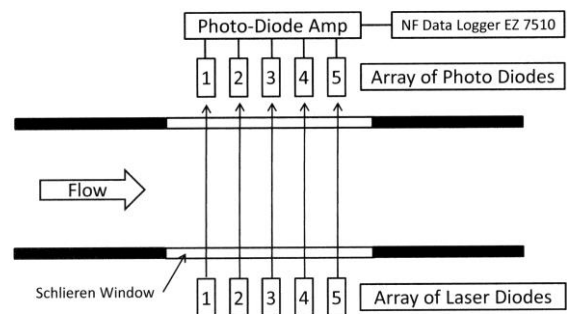 Photo-Diode Amp NF Data Logger EZ 7510
1 2 3 4 5 Array of Photo Diodes
Flow
Schlieren Window
1 2 3 4 5 Array of Laser Diodes